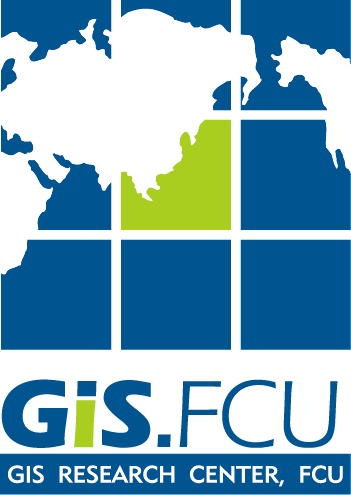 GiS.FCU
GIS RESEARCH CENTER, FCU